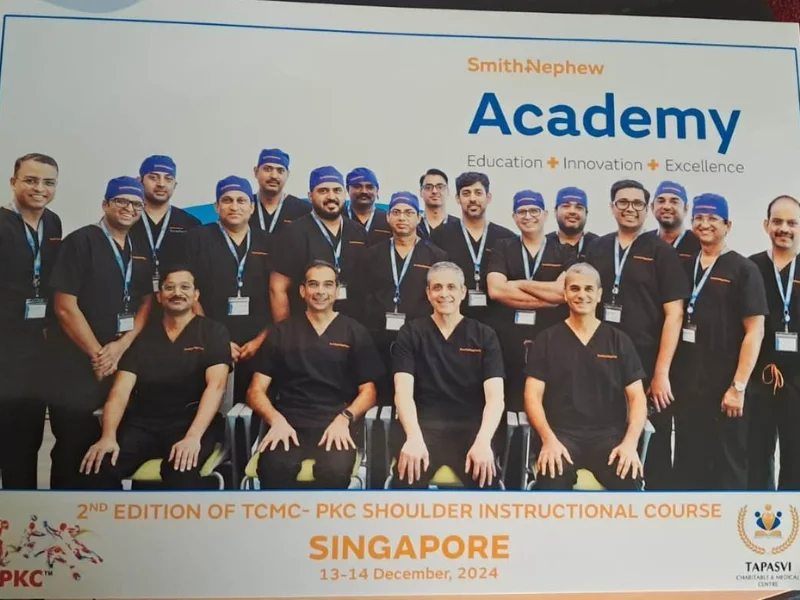 Smith+Nephew
Academy
Education + Innovation + Excellence
2ND EDITION OF TCMC- PKC SHOULDER INSTRUCTIONAL COURSE
SINGAPORE
13-14 December, 2024
PKC™
TAPASVI
CHARITABLE & MEDICAL
CENTRE